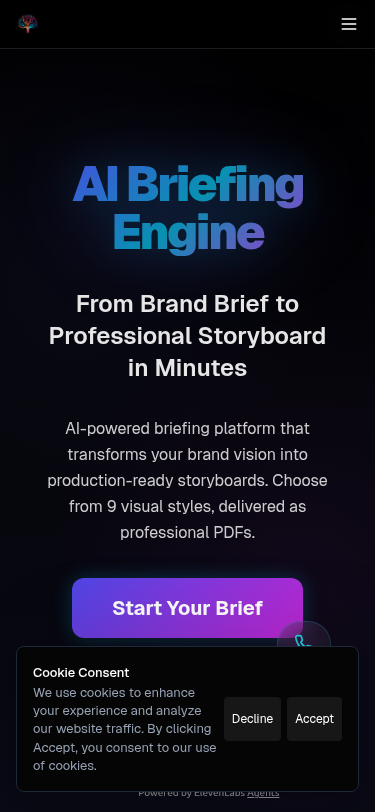 AI Briefing
Engine
From Brand Brief to
Professional Storyboard
in Minutes
AI-powered briefing platform that
transforms your brand vision into
production-ready storyboards. Choose
from 9 visual styles, delivered as
professional PDFs.
Start Your Brief
Cookie Consent
We use cookies to enhance
your experience and analyze
our website traffic. By clicking
Accept, you consent to our use
of cookies.
Decline
Accept
Powered by ElevenLabs Agents